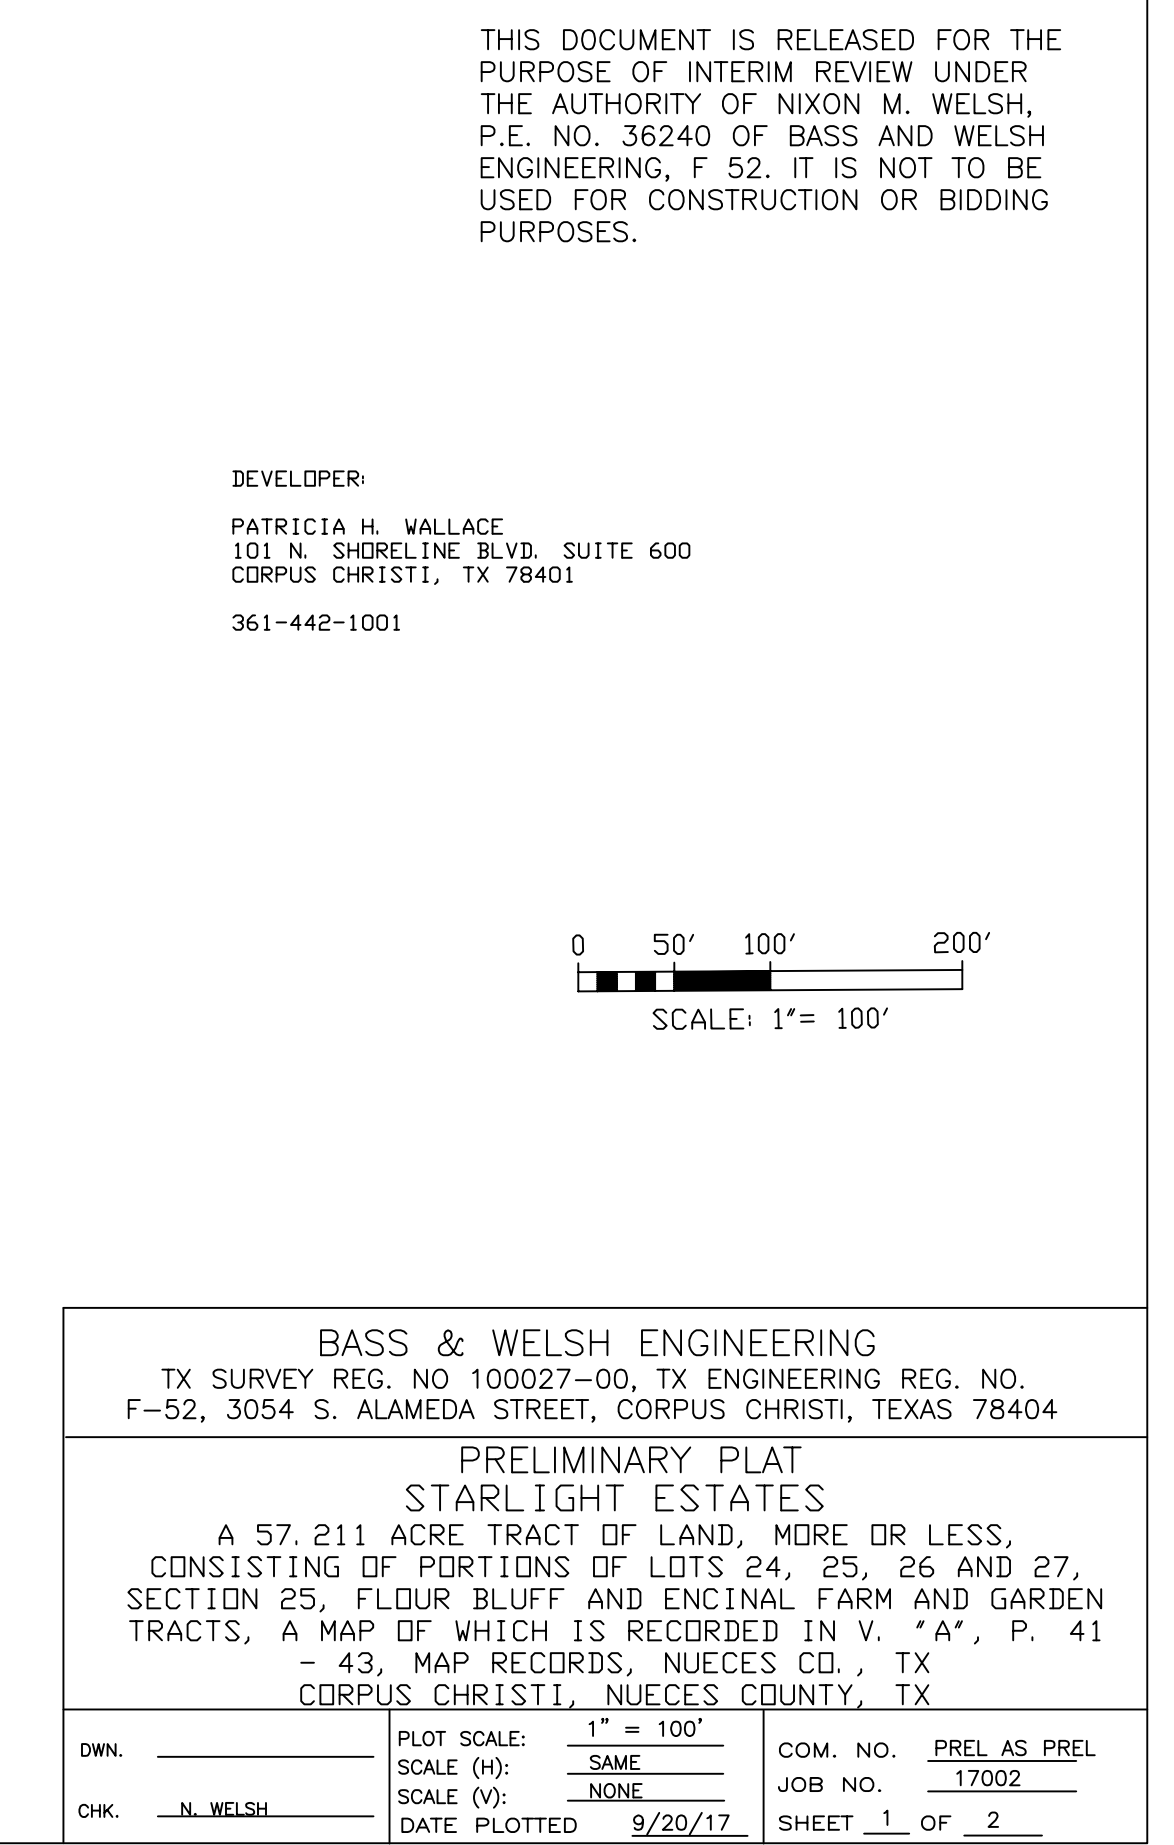 THIS DOCUMENT IS RELEASED FOR THE
PURPOSE OF INTERIM REVIEW UNDER
THE AUTHORITY OF NIXON M. WELSH,
P.E. NO. 36240 OF BASS AND WELSH
ENGINEERING, F 52. IT IS NOT TO BE
USED FOR CONSTRUCTION OR BIDDING
PURPOSES.
DEVELOPER:
PATRICIA H. WALLACE
101 N. SHORELINE BLVD. SUITE 600
CORPUS CHRISTI, TX 78401
361-442-1001
0 50' 100' 200'
SCALE: 1"= 100'
BASS & WELSH ENGINEERING
TX SURVEY REG. NO 100027-00, TX ENGINEERING REG. NO.
F-52, 3054 S. ALAMEDA STREET, CORPUS CHRISTI, TEXAS 78404
PRELIMINARY PLAT
STARLIGHT ESTATES
A 57.211 ACRE TRACT OF LAND, MORE OR LESS,
CONSISTING OF PORTIONS OF LOTS 24, 25, 26 AND 27,
SECTION 25, FLOUR BLUFF AND ENCINAL FARM AND GARDEN
TRACTS, A MAP OF WHICH IS RECORDED IN V. "A", P. 41
- 43, MAP RECORDS, NUECES CO., TX
CORPUS CHRISTI, NUECES COUNTY, TX
DWN.
CHK. N. WELSH
PLOT SCALE: 1" = 100'
SCALE (H): SAME
SCALE (V): NONE
DATE PLOTTED 9/20/17
COM. NO. PREL AS PREL
JOB NO. 17002
SHEET 1 OF 2